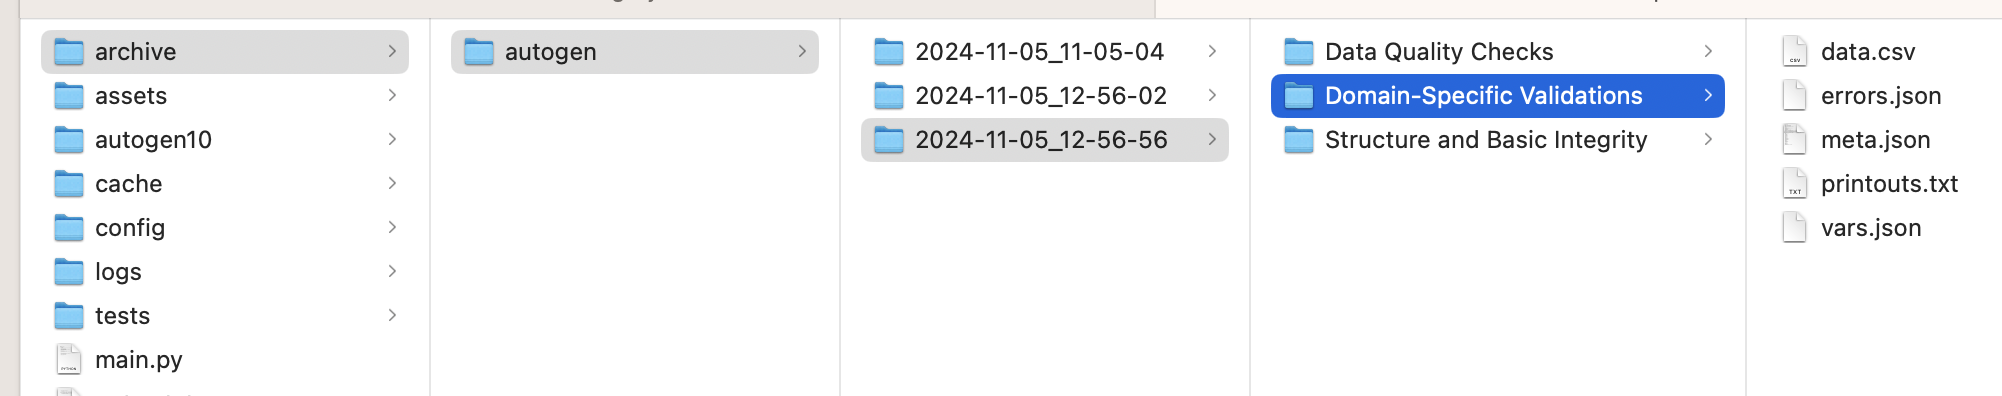 archive
assets
autogen10
cache
config
logs
tests
main.py
autogen
2024-11-05_11-05-04
2024-11-05_12-56-02
2024-11-05_12-56-56
Data Quality Checks
Domain-Specific Validations
Structure and Basic Integrity
data.csv
errors.json
meta.json
printouts.txt
vars.json